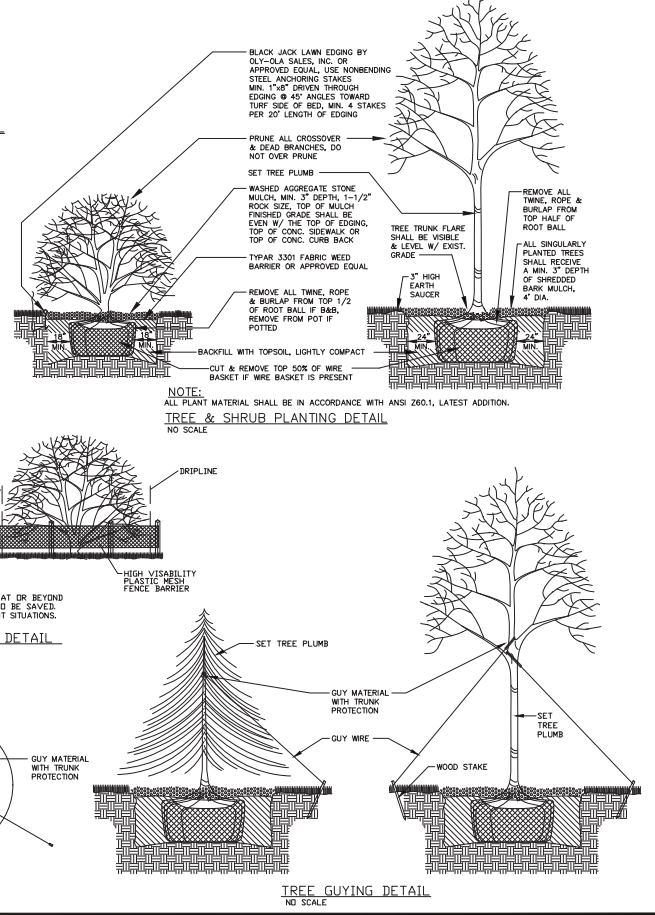 BLACK JACK LAWN EDGING BY
OLY-OLA SALES, INC. OR
APPROVED EQUAL, USE NONBENDING
STEEL ANCHORING STAKES
MIN. 1"x8" DRIVEN THROUGH
EDGING @ 45° ANGLES TOWARD
TURF SIDE OF BED, MIN. 4 STAKES
PER 20' LENGTH OF EDGING
PRUNE ALL CROSSOVER
& DEAD BRANCHES, DO
NOT OVER PRUNE
SET TREE PLUMB
WASHED AGGREGATE STONE
MULCH, MIN. 3" DEPTH, 1-1/2"
ROCK SIZE, TOP OF MULCH
FINISHED GRADE SHALL BE
EVEN W/ THE TOP OF EDGING,
TOP OF CONC. SIDEWALK OR
TOP OF CONC. CURB BACK
TYPAR 3301 FABRIC WEED
BARRIER OR APPROVED EQUAL
REMOVE ALL TWINE, ROPE
& BURLAP FROM TOP 1/2
OF ROOT BALL IF B&B,
REMOVE FROM POT IF
POTTED
TREE TRUNK FLARE
SHALL BE VISIBLE
& LEVEL W/ EXIST.
GRADE
3" HIGH
EARTH
SAUCER
REMOVE ALL
TWINE, ROPE &
BURLAP FROM
TOP HALF OF
ROOT BALL
ALL SINGULARLY
PLANTED TREES
SHALL RECEIVE
A MIN. 3" DEPTH
OF SHREDDED
BARK MULCH,
4' DIA.
18"
MIN.
18"
MIN.
24"
MIN.
24"
MIN.
BACKFILL WITH TOPSOIL, LIGHTLY COMPACT
CUT & REMOVE TOP 50% OF WIRE
BASKET IF WIRE BASKET IS PRESENT
NOTE:
ALL PLANT MATERIAL SHALL BE IN ACCORDANCE WITH ANSI Z60.1, LATEST ADDITION.
TREE & SHRUB PLANTING DETAIL
NO SCALE
DRIPLINE
HIGH VISABILITY
PLASTIC MESH
FENCE BARRIER
AT OR BEYOND
O BE SAVED.
T SITUATIONS.
DETAIL
SET TREE PLUMB
GUY MATERIAL
WITH TRUNK
PROTECTION
GUY WIRE
SET
TREE
PLUMB
WOOD STAKE
GUY MATERIAL
WITH TRUNK
PROTECTION
TREE GUYING DETAIL
NO SCALE